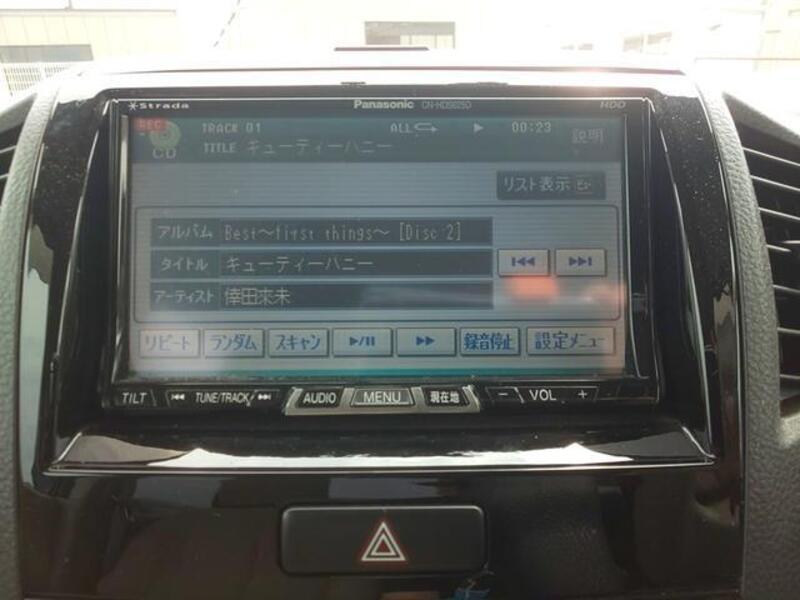 Strada Panasonic CN-HDS625D HDD
REC TRACK 01 ALL 00:23 説明
CD TITLE キューティーハニー
リスト表示
アルバム Best～first things～ [Disc 2]
タイトル キューティーハニー
アーティスト 倖田來未
リピート ランダム スキャン 録音停止 設定メニュー
TILT TUNE/TRACK AUDIO MENU 現在地 − VOL +